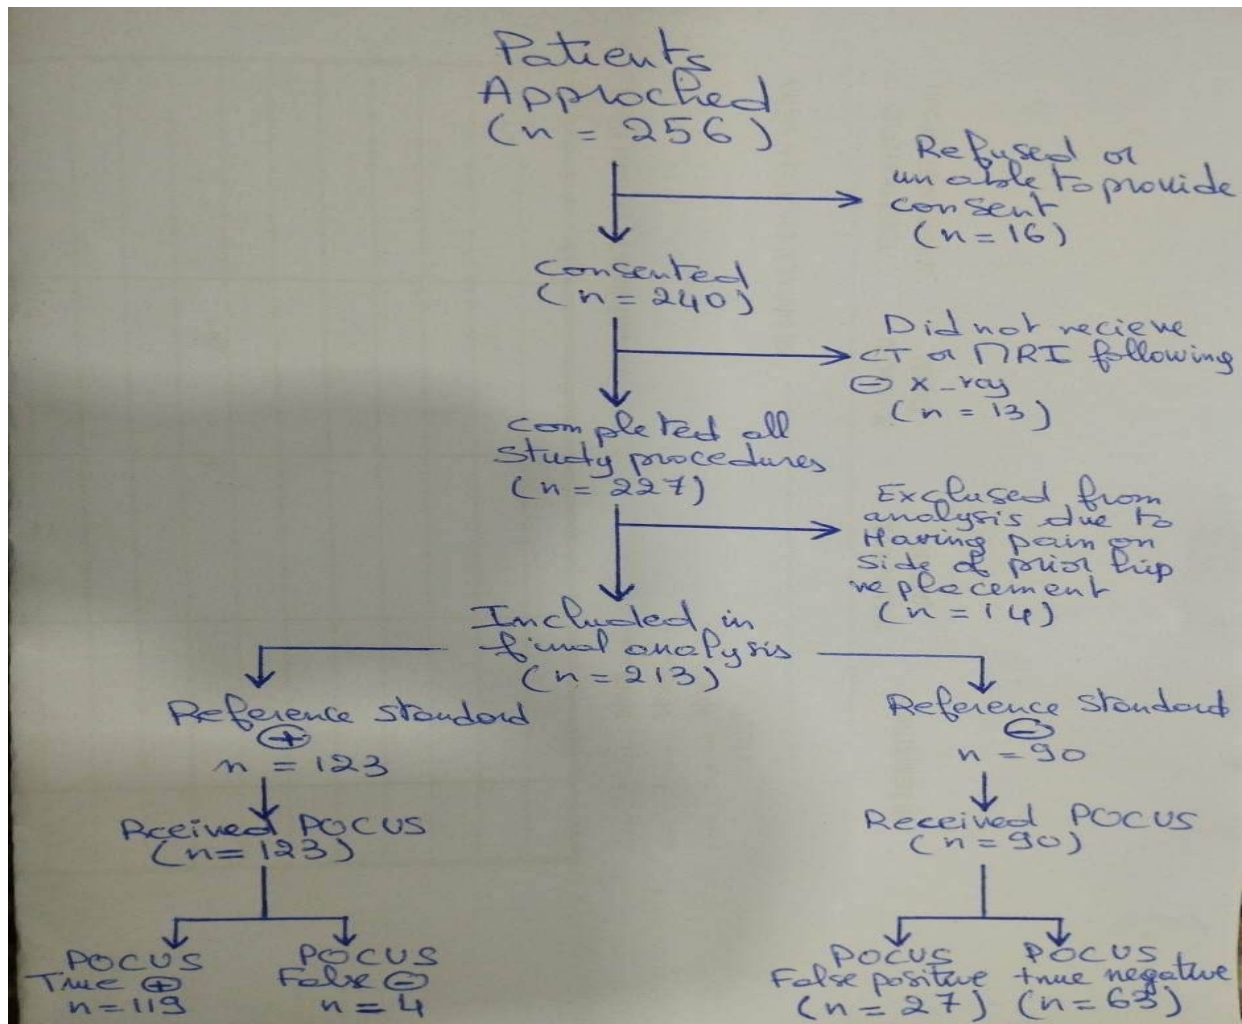 Patients
Approched
(n = 256)
Refused or
unable to provide
consent
(n = 16)
Consented
(n = 240)
Did not recieve
CT or MRI following
⊖ x-ray
(n = 13)
completed all
study procedures
(n = 227)
Exclused from
analysis due to
Having pain on
side of prior hip
replacement
(n = 14)
Included in
final analysis
(n = 213)
Reference standard
⊕
n = 123
Rceived POCUS
(n = 123)
POCUS
True ⊕
n = 119
POCUS
False ⊖
n = 4
Reference standard
⊖
n = 90
Received POCUS
(n = 90)
POCUS
False positive
(n = 27)
POCUS
true negative
(n = 63)